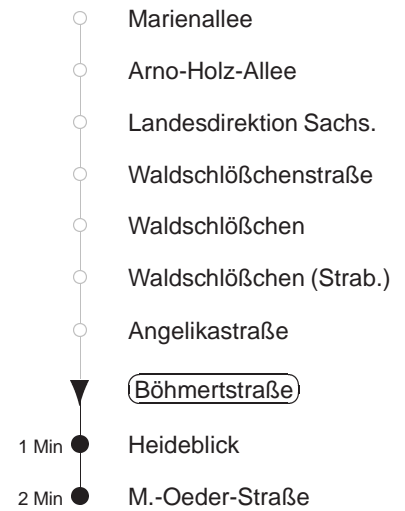 Marienallee
Arno-Holz-Allee
Landesdirektion Sachs.
Waldschlößchenstraße
Waldschlößchen
Waldschlößchen (Strab.)
Angelikastraße
Böhmertstraße
1 Min Heideblick
2 Min M.-Oeder-Straße